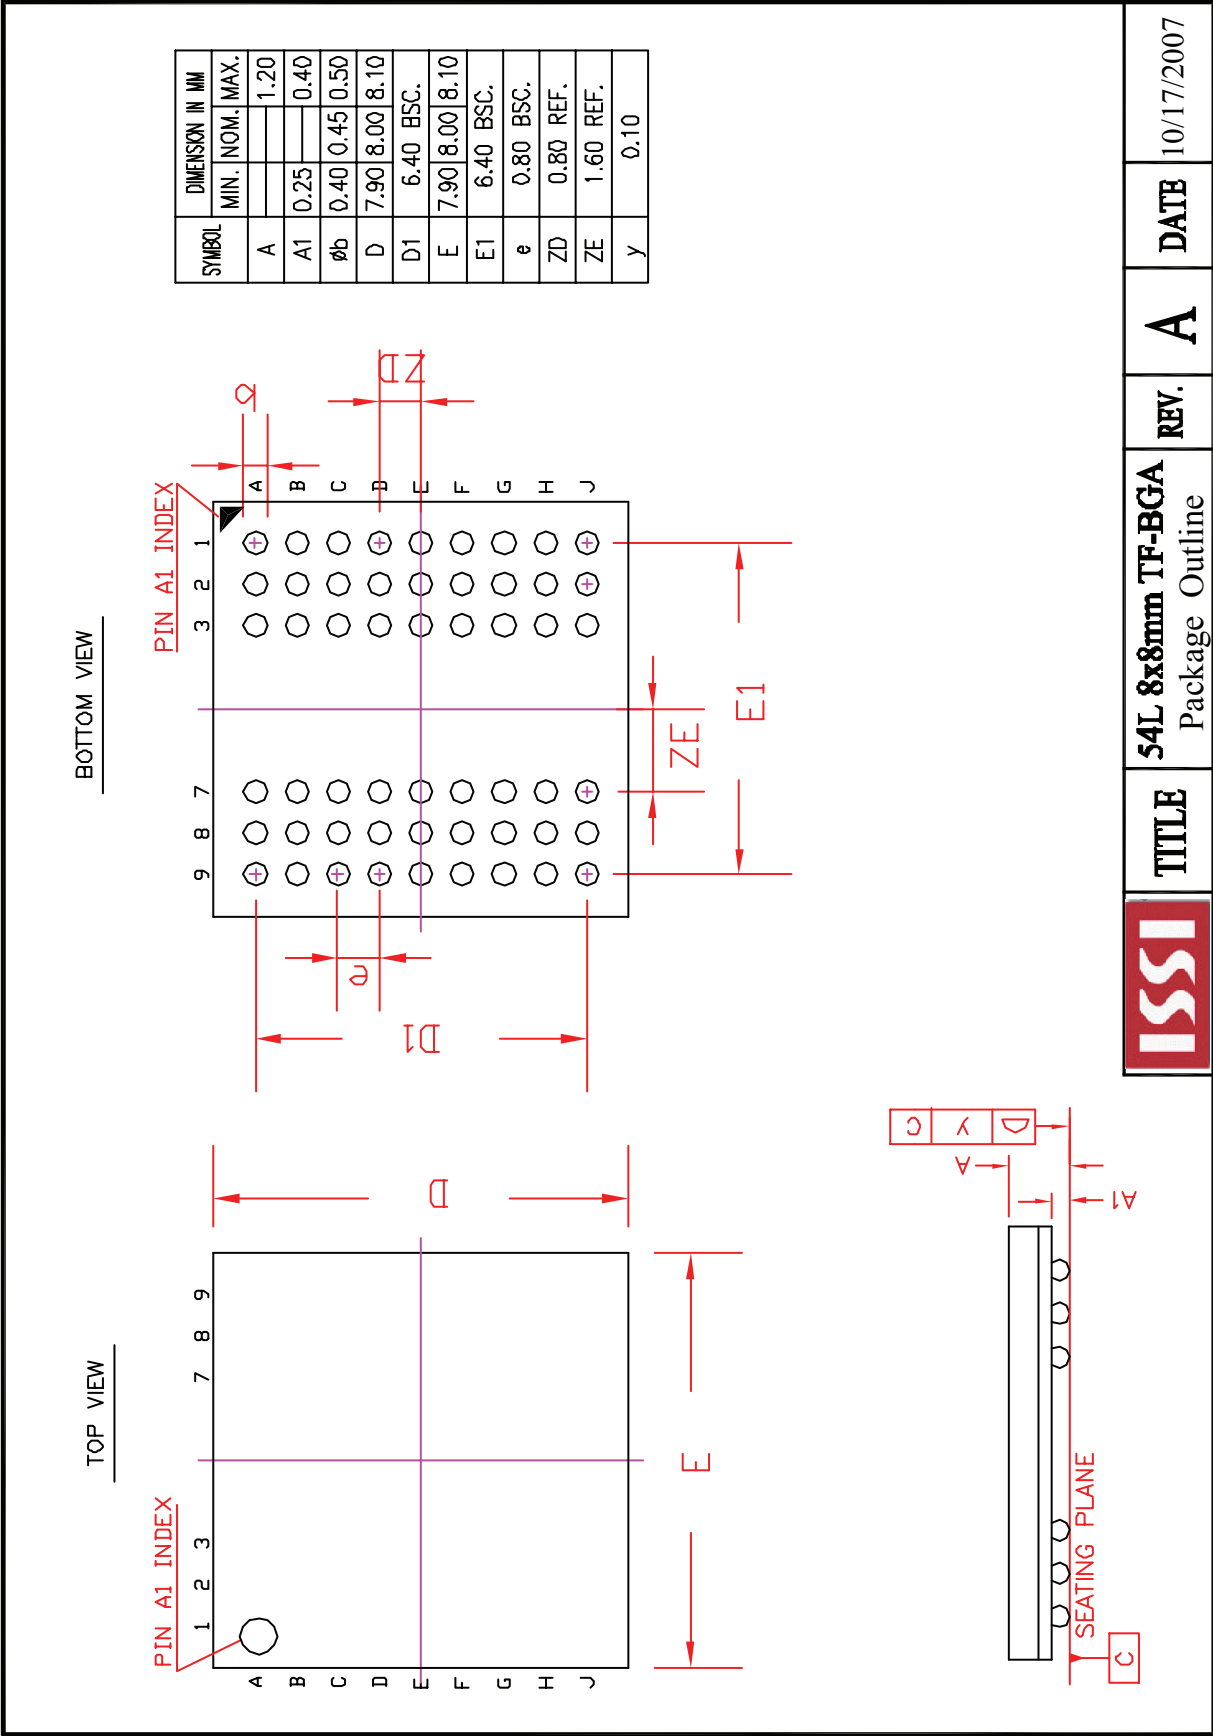 TOP VIEW
PIN A1 INDEX
1 2 3 7 8 9
A
B
C
D
E
F
G
H
J
D
E
BOTTOM VIEW
PIN A1 INDEX
9 8 7 3 2 1
A
B
C
D
E
F
G
H
J
b
ZD
e
D1
ZE
E1
SYMBOL DIMENSION IN MM
MIN. NOM. MAX.
A 1.20
A1 0.25 0.40
øb 0.40 0.45 0.50
D 7.90 8.00 8.10
D1 6.40 BSC.
E 7.90 8.00 8.10
E1 6.40 BSC.
e 0.80 BSC.
ZD 0.80 REF.
ZE 1.60 REF.
y 0.10
C y
A
A1
SEATING PLANE
C
ISSI
TITLE
54L 8x8mm TF-BGA
Package Outline
REV. A
DATE 10/17/2007